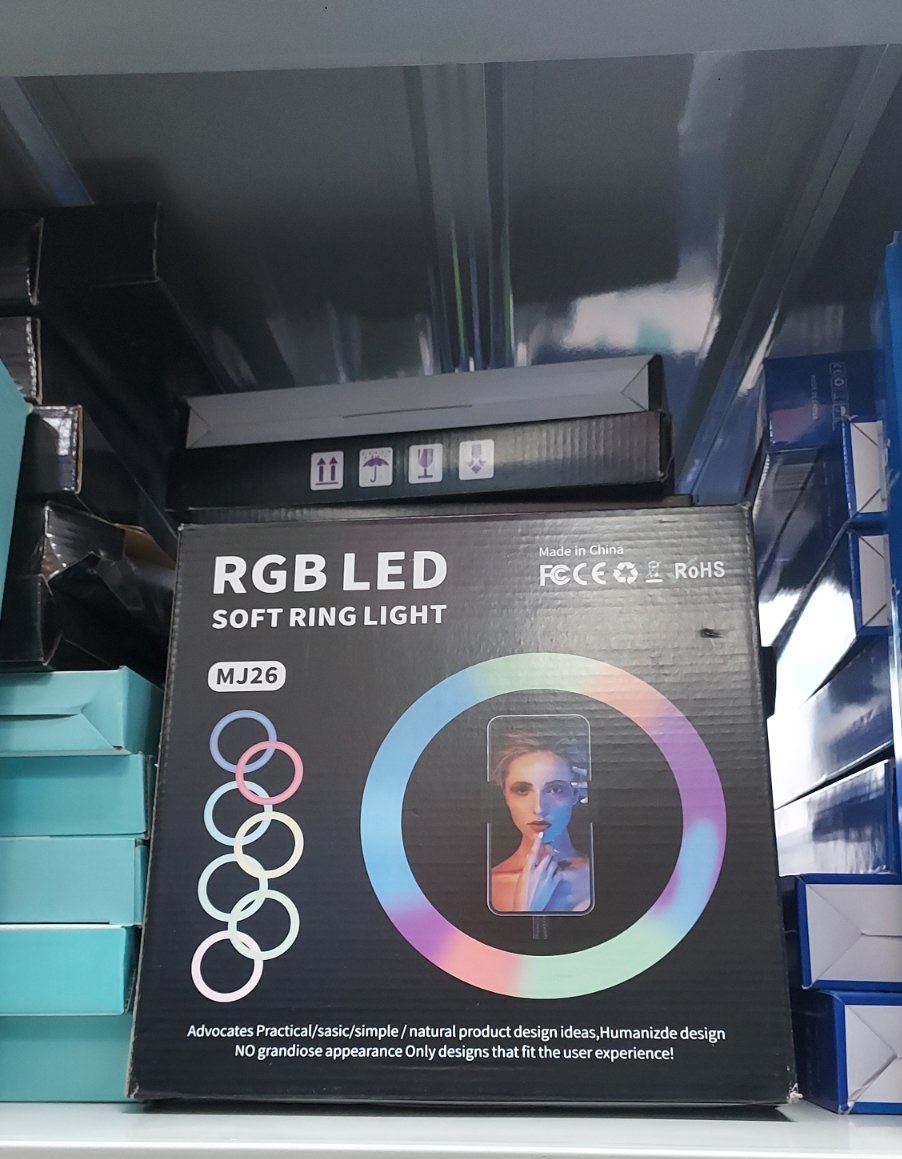 RGB LED
SOFT RING LIGHT
Made in China
FC CE RoHS
MJ26
Advocates Practical/sasic/simple / natural product design ideas,Humanizde design
NO grandiose appearance Only designs that fit the user experience!